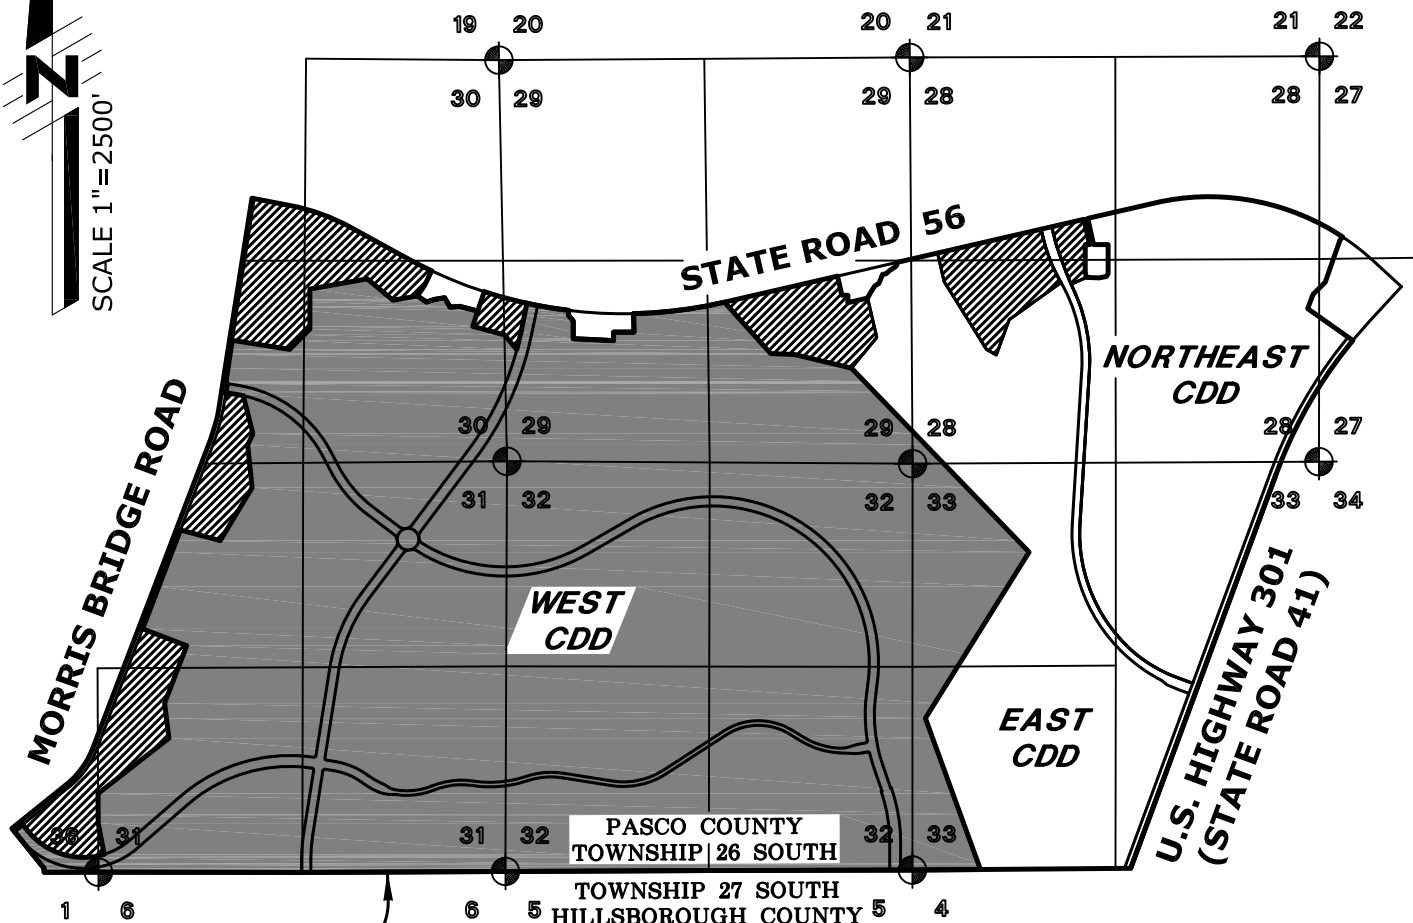 19 20
20 21
21 22
30 29
29 28
28 27
N
SCALE 1"=2500'
STATE ROAD 56
NORTHEAST
CDD
MORRIS BRIDGE ROAD
30 29
29 28
28 27
31 32
32 33
33 34
WEST
CDD
EAST
CDD
U.S. HIGHWAY 301
(STATE ROAD 41)
36 31
31 32
32 33
PASCO COUNTY
TOWNSHIP 26 SOUTH
TOWNSHIP 27 SOUTH
HILLSBOROUGH COUNTY
1 6
6 5
5 4